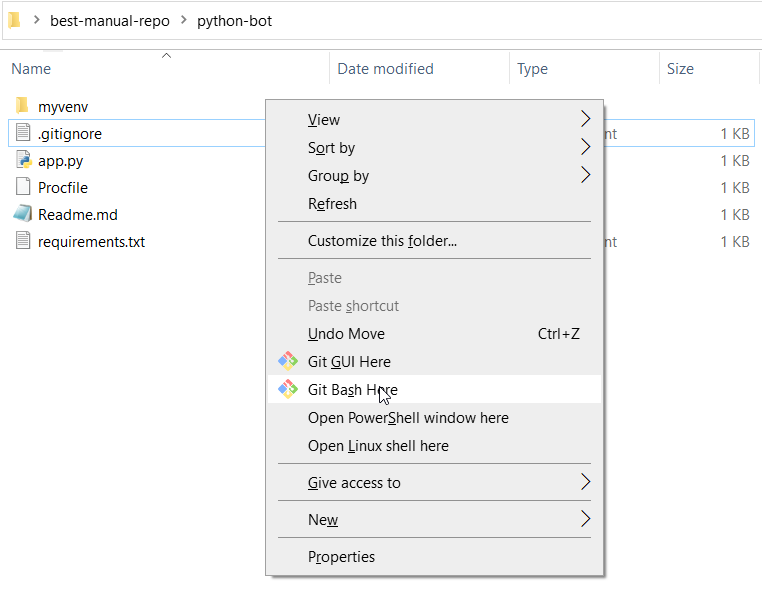 best-manual-repo > python-bot
Name Date modified Type Size
myvenv
.gitignore nt 1 KB
app.py 1 KB
Procfile 1 KB
Readme.md 1 KB
requirements.txt nt 1 KB
View
Sort by
Group by
Refresh
Customize this folder...
Paste
Paste shortcut
Undo Move Ctrl+Z
Git GUI Here
Git Bash Here
Open PowerShell window here
Open Linux shell here
Give access to
New
Properties